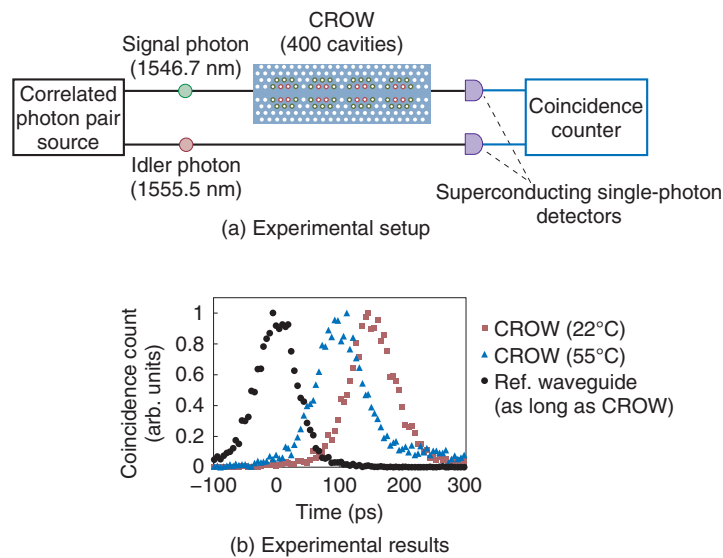 CROW
(400 cavities)
Signal photon
(1546.7 nm)
Correlated
photon pair
source
Coincidence
counter
Idler photon
(1555.5 nm)
Superconducting single-photon
detectors
(a) Experimental setup
Coincidence count
(arb. units)
1
0.8
0.6
0.4
0.2
0
−100
0
100
200
300
Time (ps)
CROW (22°C)
CROW (55°C)
Ref. waveguide
(as long as CROW)
(b) Experimental results